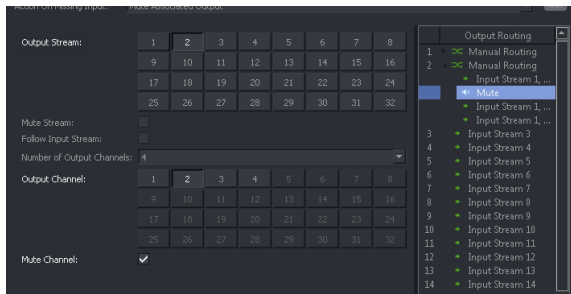 Action On Missing Input: Mute Associated Output
Output Stream: 1 2 3 4 5 6 7 8
9 10 11 12 13 14 15 16
17 18 19 20 21 22 23 24
25 26 27 28 29 30 31 32
Mute Stream:
Follow Input Stream:
Number of Output Channels: 4
Output Channel: 1 2 3 4 5 6 7 8
9 10 11 12 13 14 15 16
17 18 19 20 21 22 23 24
25 26 27 28 29 30 31 32
Mute Channel:
Output Routing
1 Manual Routing
2 Manual Routing
Input Stream 1, ...
Mute
Input Stream 1, ...
Input Stream 1, ...
3 Input Stream 3
4 Input Stream 4
5 Input Stream 5
6 Input Stream 6
7 Input Stream 7
8 Input Stream 8
9 Input Stream 9
10 Input Stream 10
11 Input Stream 11
12 Input Stream 12
13 Input Stream 13
14 Input Stream 14